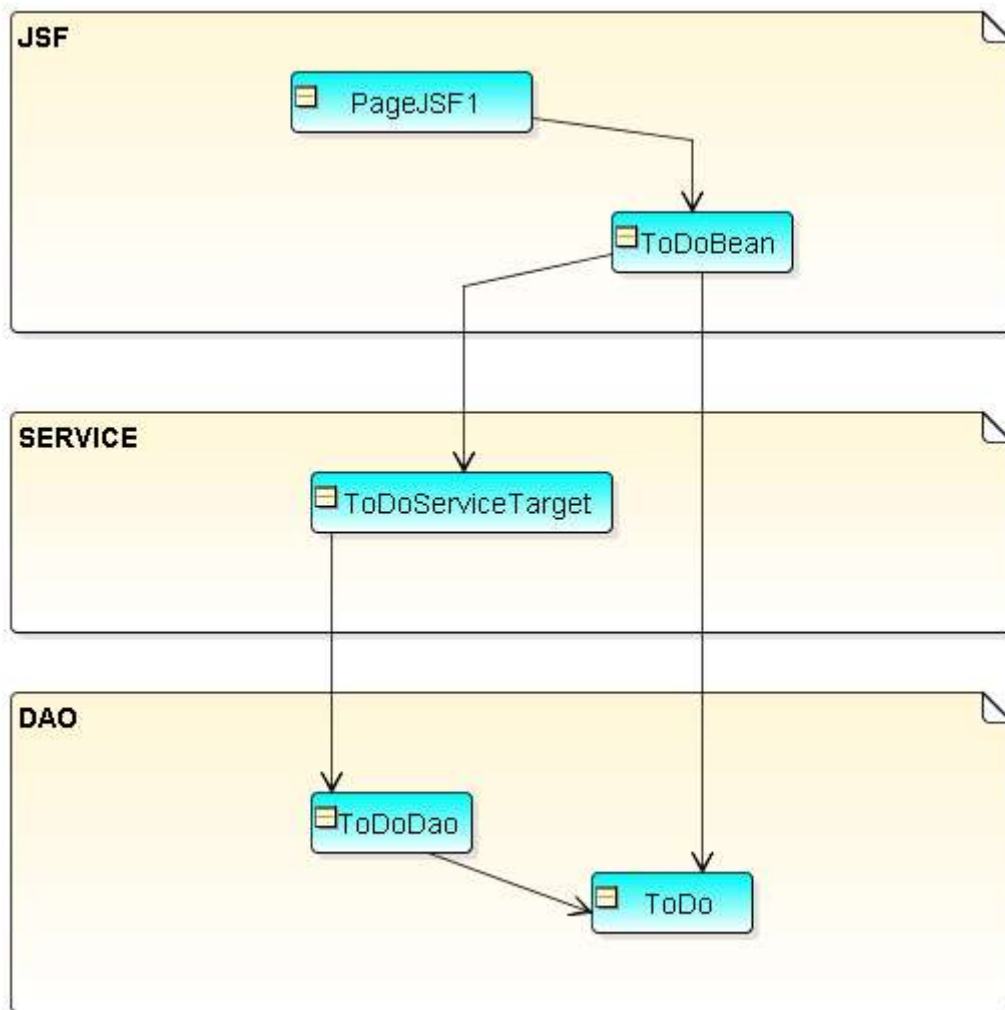 JSF
PageJSF1
ToDoBean
SERVICE
ToDoServiceTarget
DAO
ToDoDao
ToDo